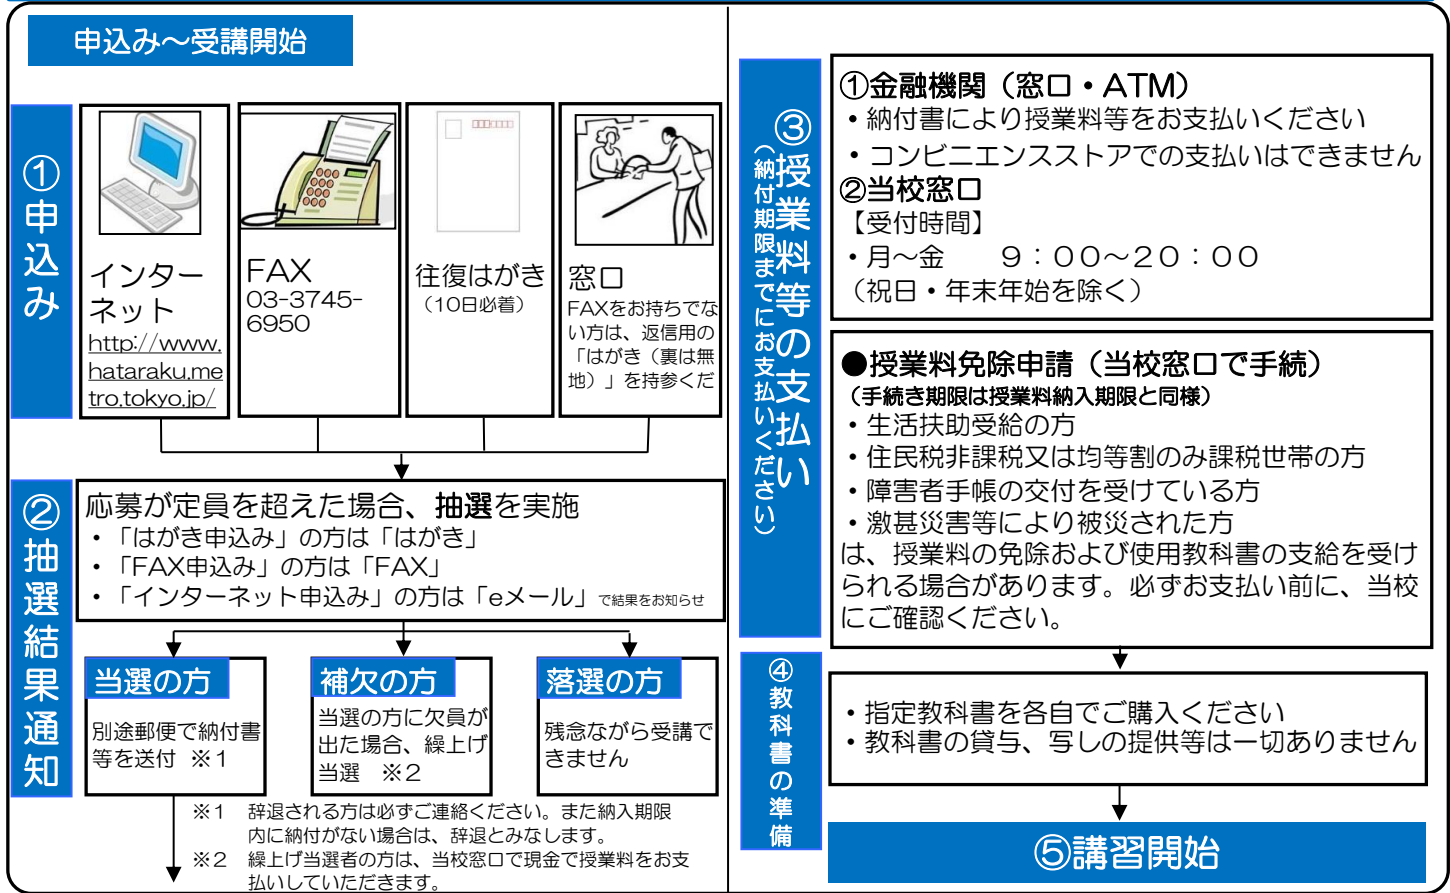 申込み～受講開始
①申込み
インター
ネット
http://www.
hataraku.me
tro.tokyo.jp/
FAX
03-3745-
6950
往復はがき
（10日必着）
窓口
FAXをお持ちでな
い方は、返信用の
「はがき（裏は無
地）」を持参くだ
②抽選結果通知
応募が定員を超えた場合、抽選を実施
・「はがき申込み」の方は「はがき」
・「FAX申込み」の方は「FAX」
・「インターネット申込み」の方は「eメール」で結果をお知らせ
当選の方
別途郵便で納付書
等を送付　※1
補欠の方
当選の方に欠員が
出た場合、繰上げ
当選　※2
落選の方
残念ながら受講で
きません
※1　辞退される方は必ずご連絡ください。また納入期限
内に納付がない場合は、辞退とみなします。
※2　繰上げ当選者の方は、当校窓口で現金で授業料をお支
払いしていただきます。
③授業料等の支払い
（納付期限までにお支払いください）
①金融機関（窓口・ATM）
・納付書により授業料等をお支払いください
・コンビニエンスストアでの支払いはできません
②当校窓口
【受付時間】
・月～金　　９：００～２０：００
（祝日・年末年始を除く）
●授業料免除申請（当校窓口で手続）
（手続き期限は授業料納入期限と同様）
・生活扶助受給の方
・住民税非課税又は均等割のみ課税世帯の方
・障害者手帳の交付を受けている方
・激甚災害等により被災された方
は、授業料の免除および使用教科書の支給を受け
られる場合があります。必ずお支払い前に、当校
にご確認ください。
④教科書の準備
・指定教科書を各自でご購入ください
・教科書の貸与、写しの提供等は一切ありません
⑤講習開始